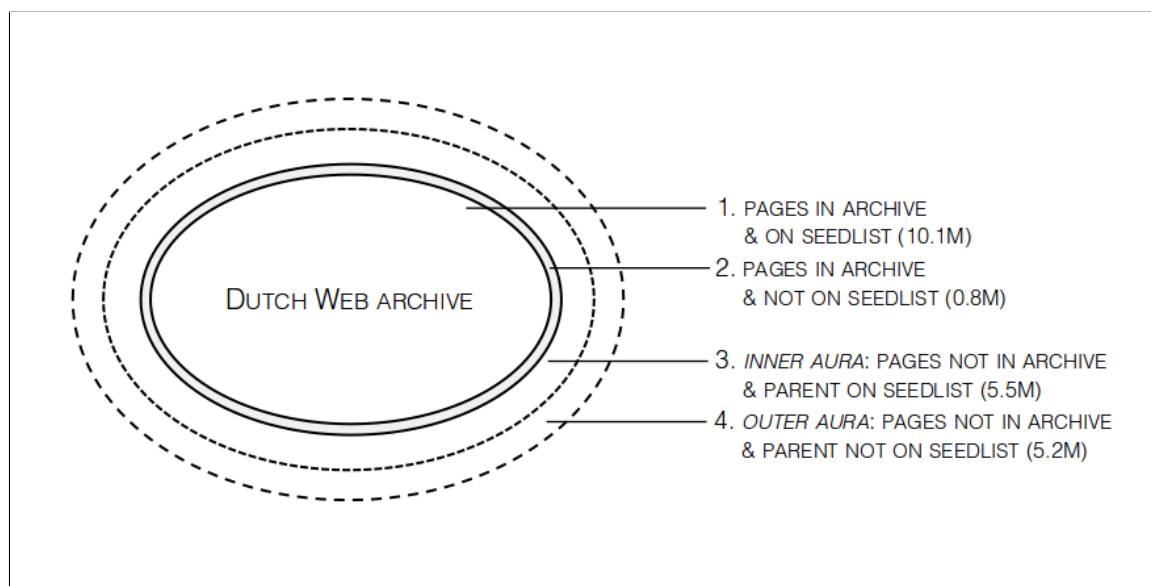 1. PAGES IN ARCHIVE
& ON SEEDLIST (10.1M)
2. PAGES IN ARCHIVE
& NOT ON SEEDLIST (0.8M)
DUTCH WEB ARCHIVE
3. INNER AURA: PAGES NOT IN ARCHIVE
& PARENT ON SEEDLIST (5.5M)
4. OUTER AURA: PAGES NOT IN ARCHIVE
& PARENT NOT ON SEEDLIST (5.2M)